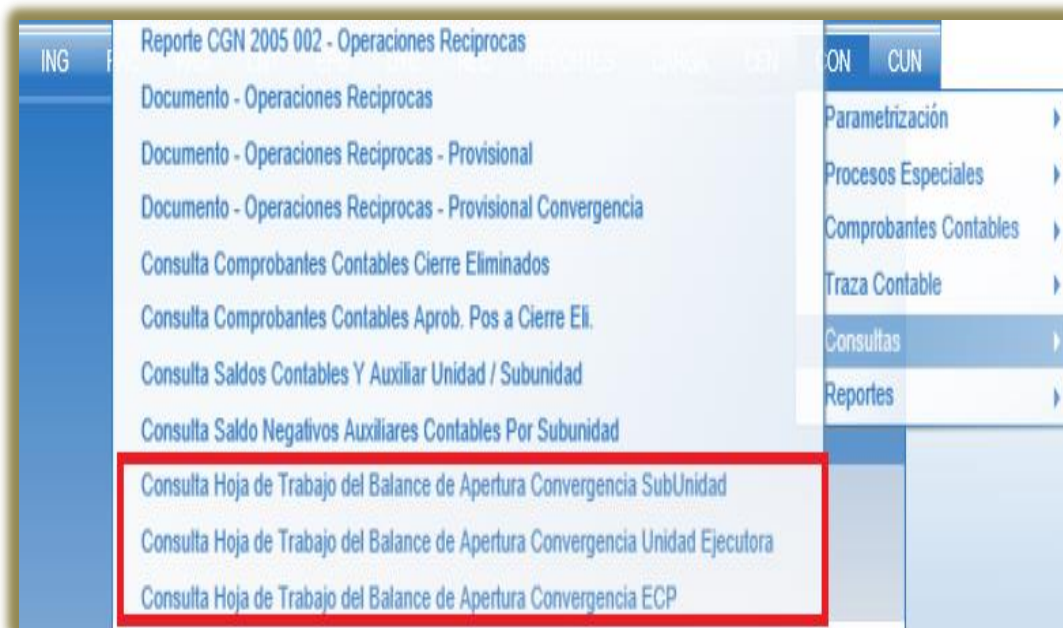 ING
CON CUN
Reporte CGN 2005 002 - Operaciones Reciprocas
Documento - Operaciones Reciprocas
Documento - Operaciones Reciprocas - Provisional
Documento - Operaciones Reciprocas - Provisional Convergencia
Consulta Comprobantes Contables Cierre Eliminados
Consulta Comprobantes Contables Aprob. Pos a Cierre Eli.
Consulta Saldos Contables Y Auxiliar Unidad / Subunidad
Consulta Saldo Negativos Auxiliares Contables Por Subunidad
Consulta Hoja de Trabajo del Balance de Apertura Convergencia SubUnidad
Consulta Hoja de Trabajo del Balance de Apertura Convergencia Unidad Ejecutora
Consulta Hoja de Trabajo del Balance de Apertura Convergencia ECP
Parametrización
Procesos Especiales
Comprobantes Contables
Traza Contable
Consultas
Reportes